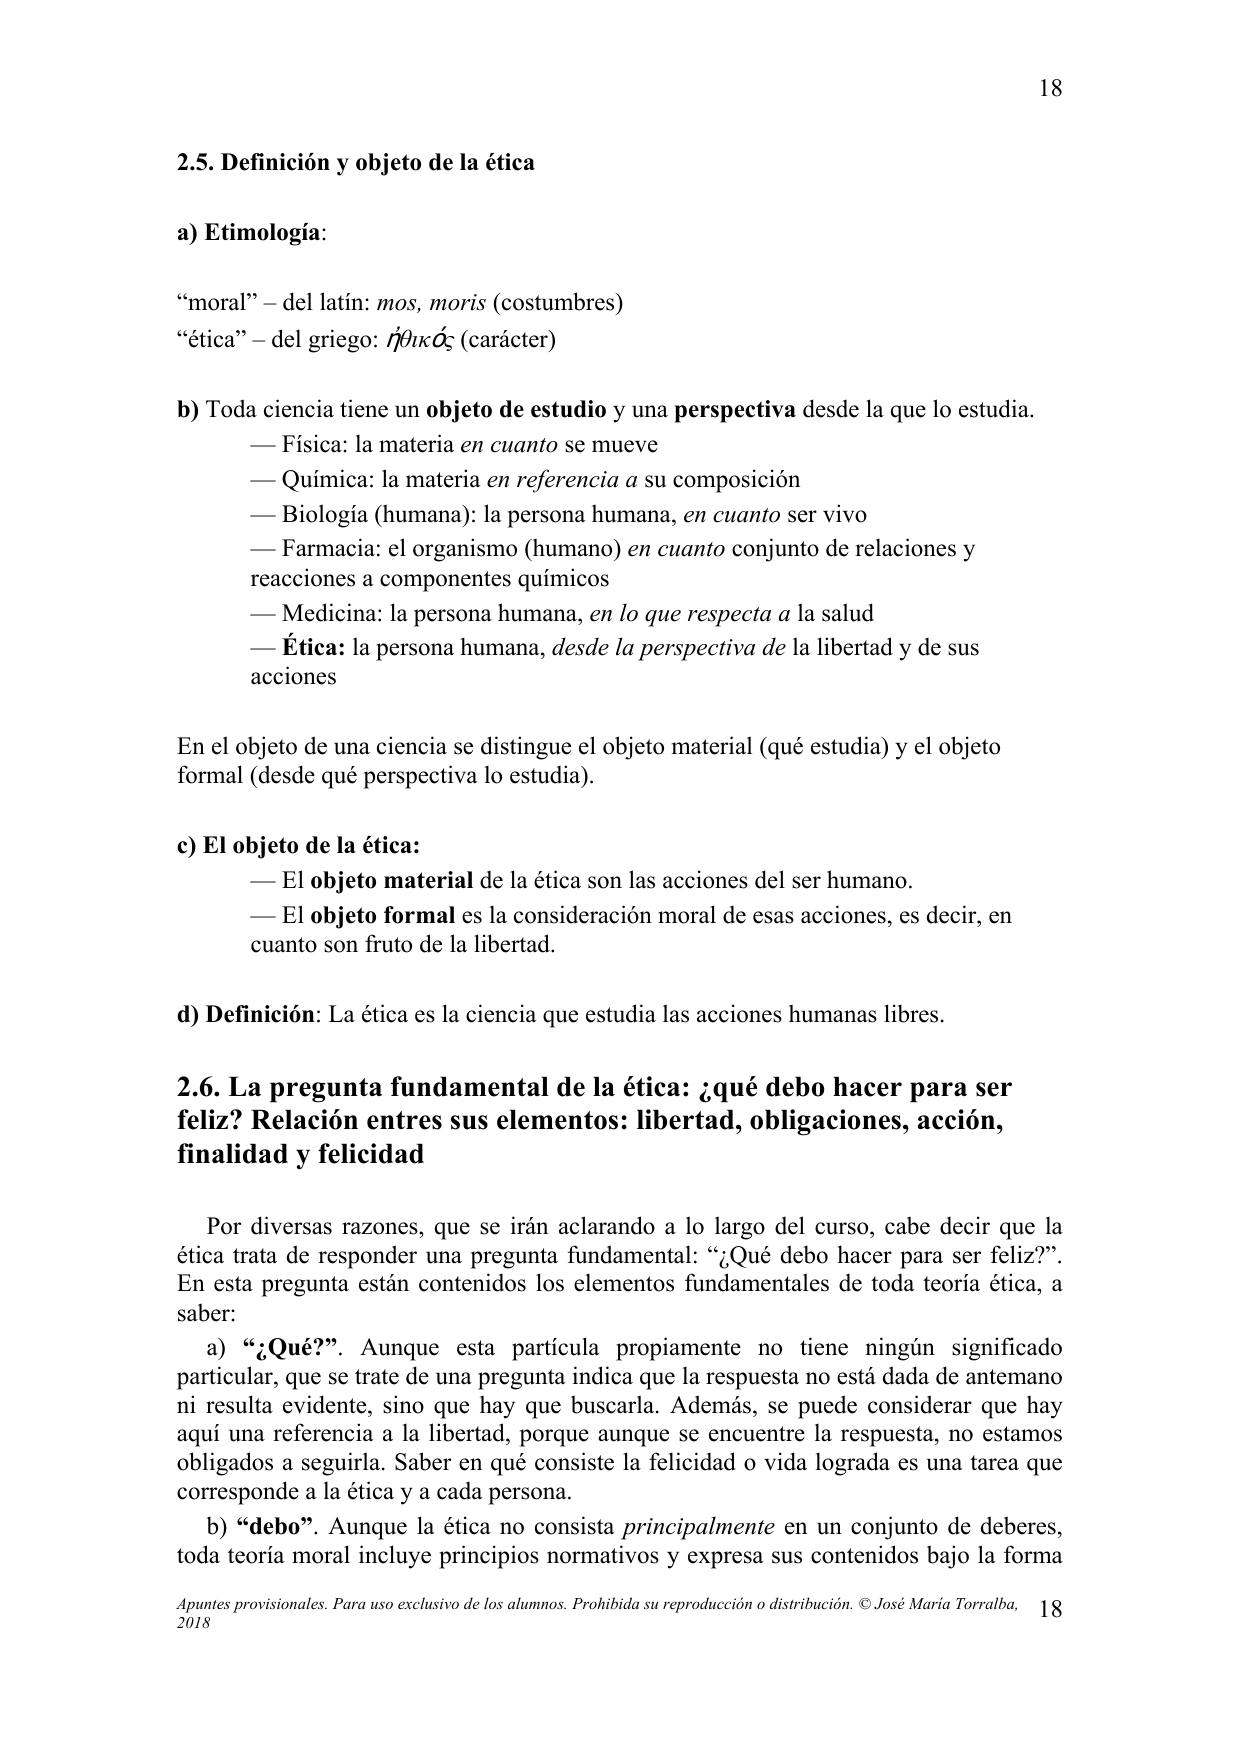 18
2.5. Definición y objeto de la ética
a) Etimología:
“moral” – del latín: mos, moris (costumbres)
“ética” – del griego: ἠθικός (carácter)
b) Toda ciencia tiene un objeto de estudio y una perspectiva desde la que lo estudia.
— Física: la materia en cuanto se mueve
— Química: la materia en referencia a su composición
— Biología (humana): la persona humana, en cuanto ser vivo
— Farmacia: el organismo (humano) en cuanto conjunto de relaciones y
reacciones a componentes químicos
— Medicina: la persona humana, en lo que respecta a la salud
— Ética: la persona humana, desde la perspectiva de la libertad y de sus
acciones
En el objeto de una ciencia se distingue el objeto material (qué estudia) y el objeto
formal (desde qué perspectiva lo estudia).
c) El objeto de la ética:
— El objeto material de la ética son las acciones del ser humano.
— El objeto formal es la consideración moral de esas acciones, es decir, en
cuanto son fruto de la libertad.
d) Definición: La ética es la ciencia que estudia las acciones humanas libres.
2.6. La pregunta fundamental de la ética: ¿qué debo hacer para ser
feliz? Relación entres sus elementos: libertad, obligaciones, acción,
finalidad y felicidad
Por diversas razones, que se irán aclarando a lo largo del curso, cabe decir que la
ética trata de responder una pregunta fundamental: “¿Qué debo hacer para ser feliz?”.
En esta pregunta están contenidos los elementos fundamentales de toda teoría ética, a
saber:
a) “¿Qué?”. Aunque esta partícula propiamente no tiene ningún significado
particular, que se trate de una pregunta indica que la respuesta no está dada de antemano
ni resulta evidente, sino que hay que buscarla. Además, se puede considerar que hay
aquí una referencia a la libertad, porque aunque se encuentre la respuesta, no estamos
obligados a seguirla. Saber en qué consiste la felicidad o vida lograda es una tarea que
corresponde a la ética y a cada persona.
b) “debo”. Aunque la ética no consista principalmente en un conjunto de deberes,
toda teoría moral incluye principios normativos y expresa sus contenidos bajo la forma
Apuntes provisionales. Para uso exclusivo de los alumnos. Prohibida su reproducción o distribución. © José María Torralba, 18
2018